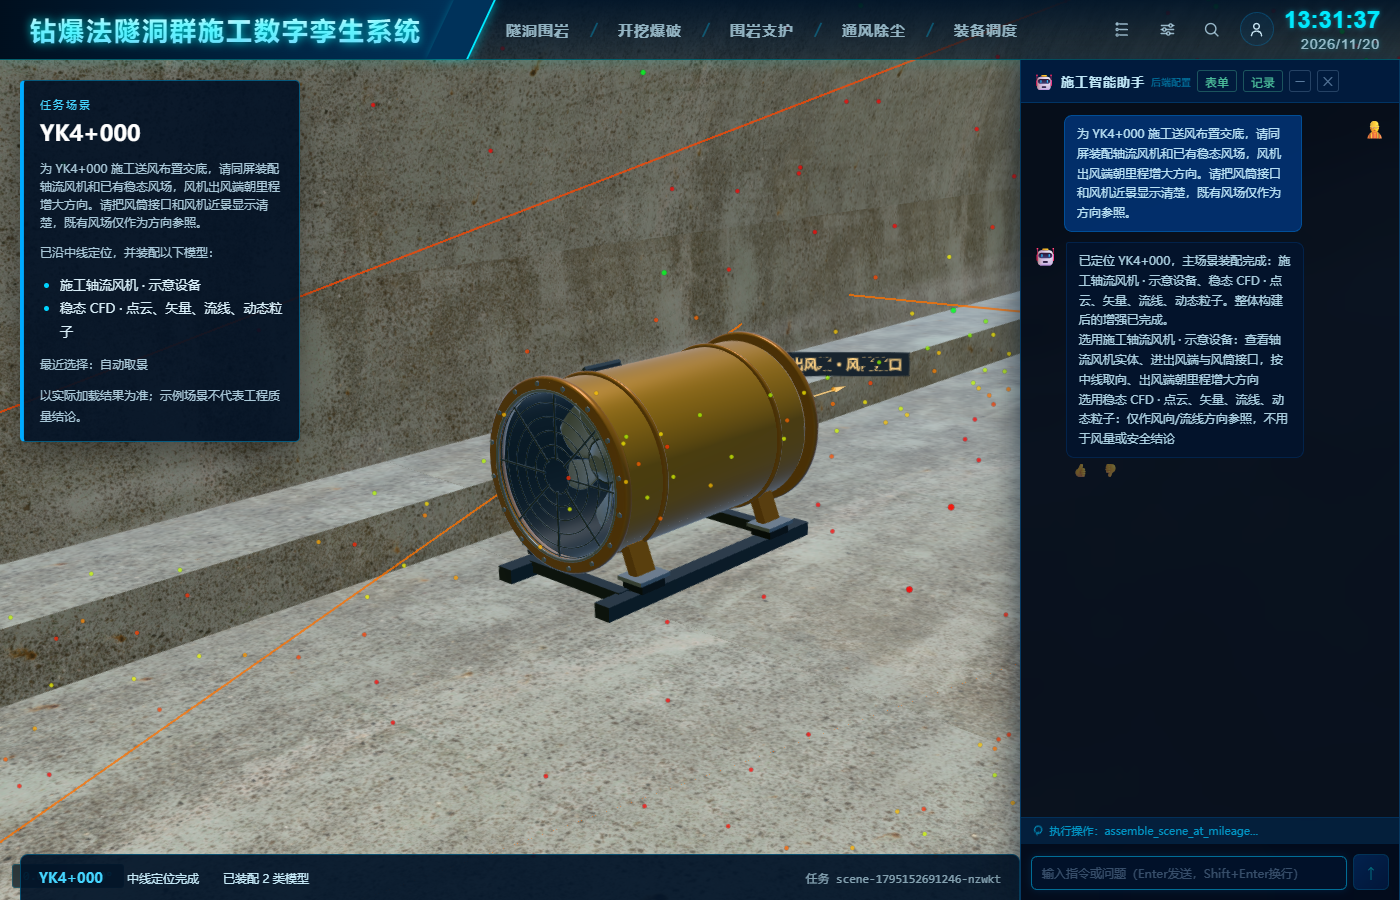 钻爆法隧洞群施工数字孪生系统
隧洞围岩 / 开挖爆破 / 围岩支护 / 通风除尘 / 装备调度
13:31:37
2026/11/20
任务场景
YK4+000
为 YK4+000 施工送风布置交底，请同屏装配
轴流风机和已有稳态风场，风机出风端朝里程
增大方向。请把风筒接口和风机近景显示清
楚，既有风场仅作为方向参照。
已沿中线定位，并装配以下模型：
施工轴流风机 · 示意设备
稳态 CFD · 点云、矢量、流线、动态粒
子
最近选择：自动取景
以实际加载结果为准；示例场景不代表工程质
量结论。
施工智能助手 后端配置 表单 记录
为 YK4+000 施工送风布置交底，请同
屏装配轴流风机和已有稳态风场，风机
出风端朝里程增大方向。请把风筒接口
和风机近景显示清楚，既有风场仅作为
方向参照。
已定位 YK4+000，主场景装配完成：施
工轴流风机 · 示意设备、稳态 CFD · 点
云、矢量、流线、动态粒子。整体构建
后的增强已完成。
选用施工轴流风机 · 示意设备：查看轴
流风机实体、进出风端与风筒接口，按
中线取向、出风端朝里程增大方向
选用稳态 CFD · 点云、矢量、流线、动
态粒子：仅作风向/流线方向参照，不用
于风量或安全结论
执行操作：assemble_scene_at_mileage...
输入指令或问题（Enter发送，Shift+Enter换行）
YK4+000 中线定位完成 已装配 2 类模型
任务 scene-1795152691246-nzwkt